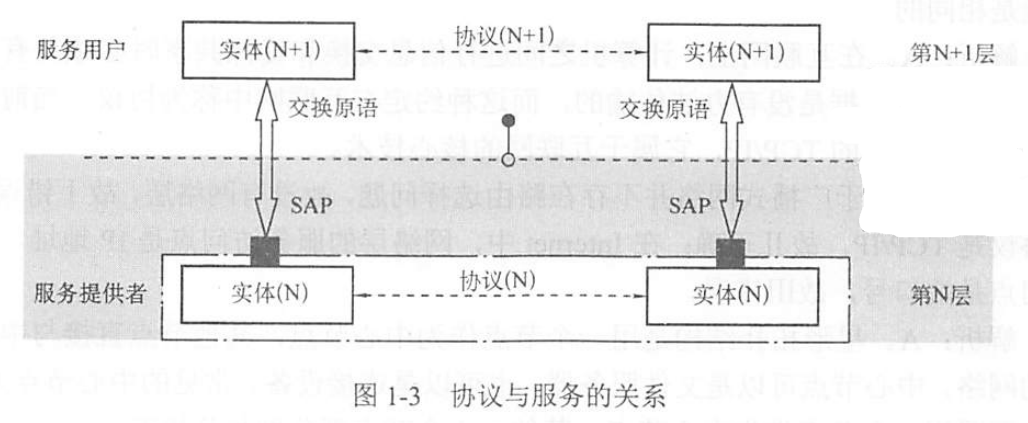 服务用户 实体(N+1) 协议(N+1) 实体(N+1) 第N+1层
交换原语 交换原语
SAP SAP
服务提供者 实体(N) 协议(N) 实体(N) 第N层
图 1-3 协议与服务的关系